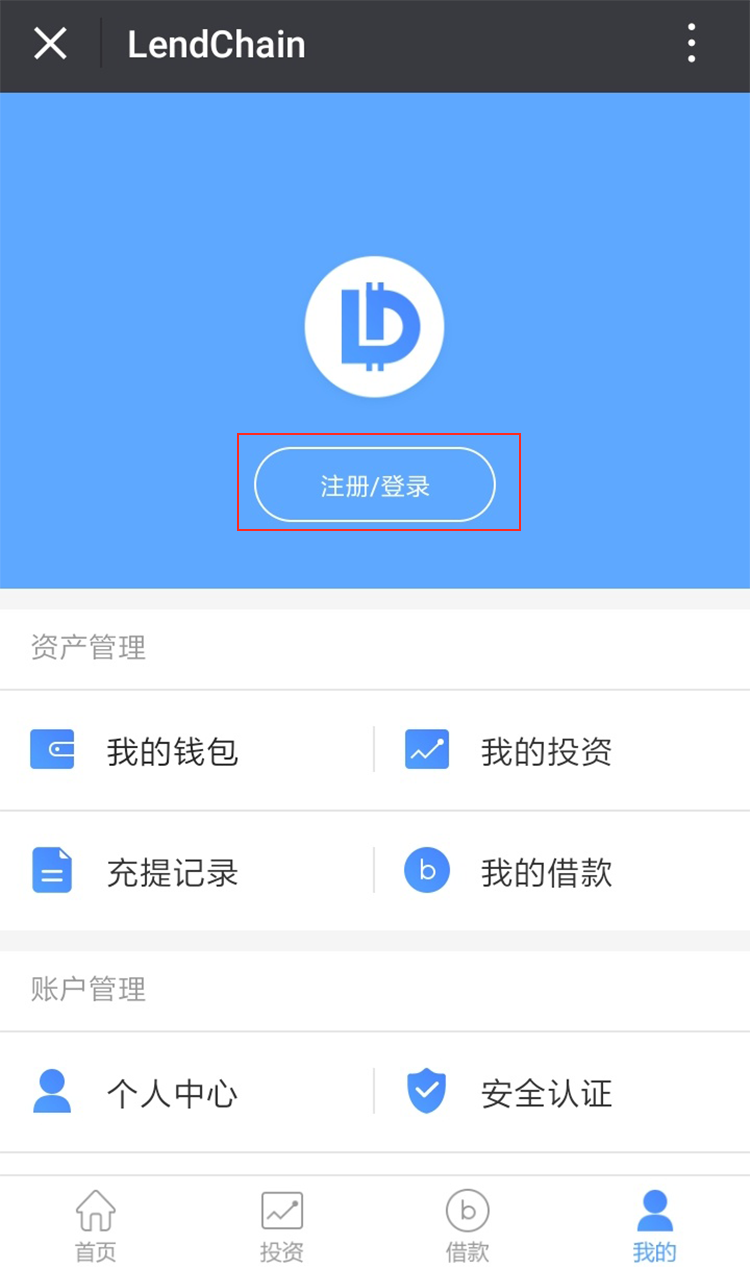 LendChain
注册/登录
资产管理
我的钱包 我的投资
充提记录 我的借款
账户管理
个人中心 安全认证
首页 投资 借款 我的